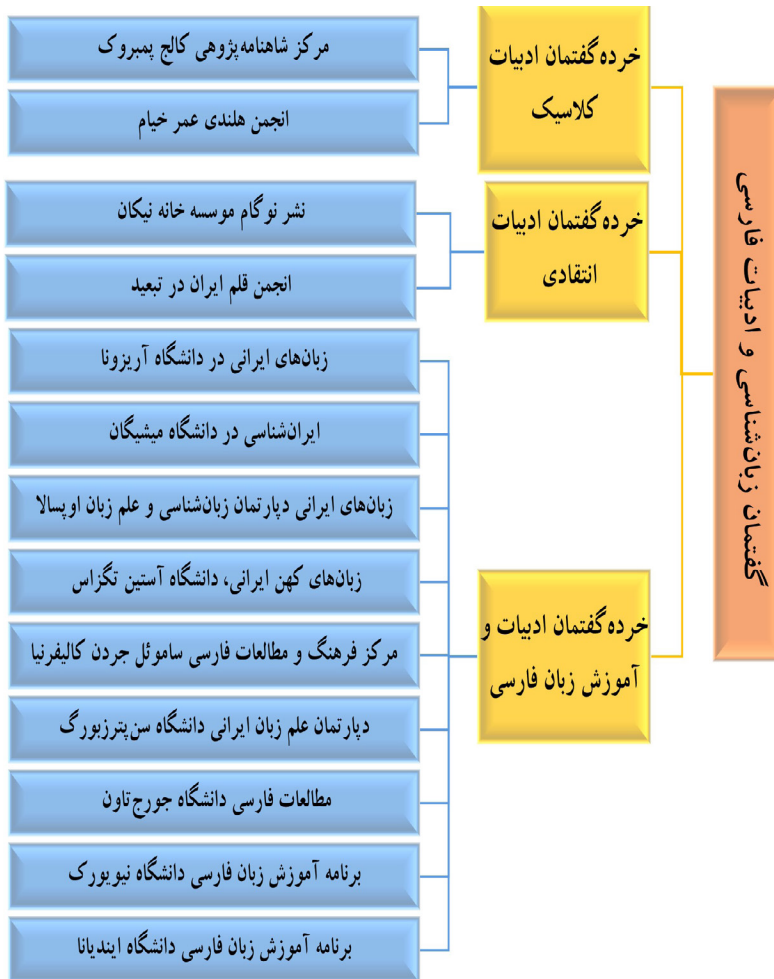 گفتمان زبان‌شناسی و ادبیات فارسی
خرده گفتمان ادبیات
کلاسیک
مرکز شاهنامه‌پژوهی کالج پمبروک
انجمن هلندی عمر خیام
خرده گفتمان ادبیات
انتقادی
نشر نوگام موسسه خانه نیکان
انجمن قلم ایران در تبعید
خرده گفتمان ادبیات و
آموزش زبان فارسی
زبان‌های ایرانی در دانشگاه آریزونا
ایران‌شناسی در دانشگاه میشیگان
زبان‌های ایرانی دپارتمان زبان‌شناسی و علم زبان اوپسالا
زبان‌های کهن ایرانی، دانشگاه آستین تگزاس
مرکز فرهنگ و مطالعات فارسی ساموئل جردن کالیفرنیا
دپارتمان علم زبان ایرانی دانشگاه سن‌پترزبورگ
مطالعات فارسی دانشگاه جورج‌تاون
برنامه آموزش زبان فارسی دانشگاه نیویورک
برنامه آموزش زبان فارسی دانشگاه ایندیانا